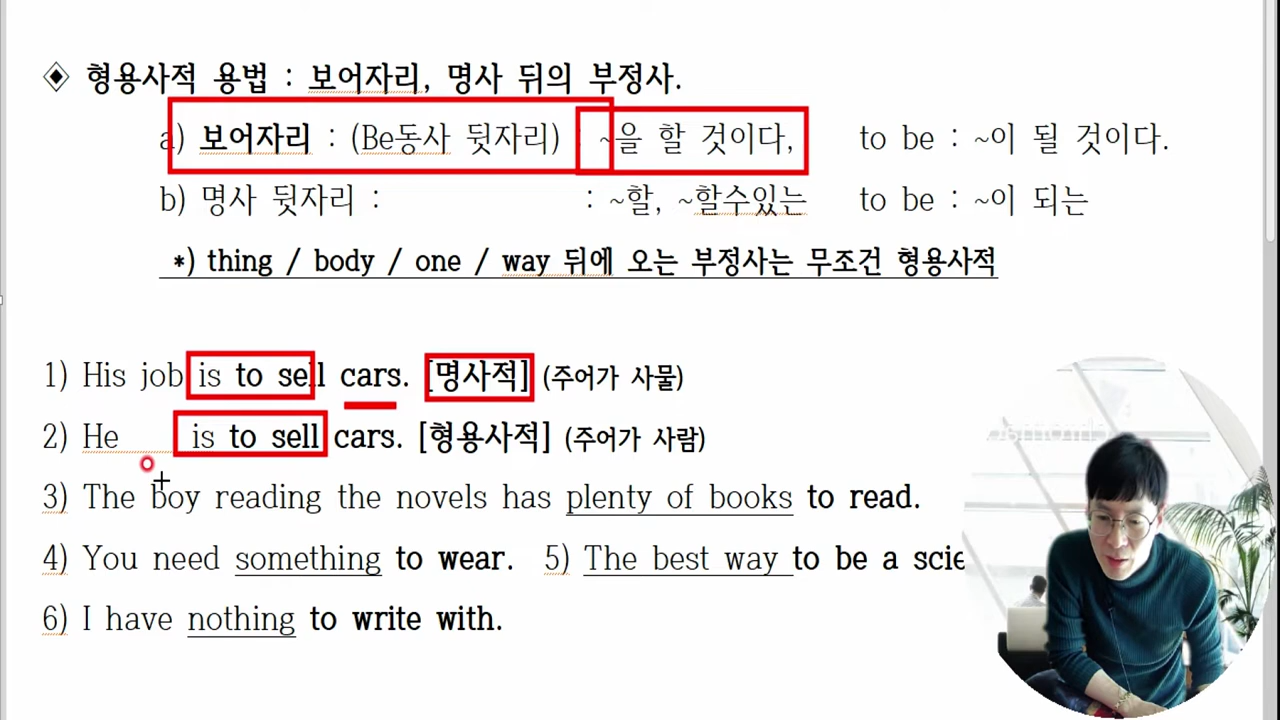 ◈ 형용사적 용법 : 보어자리, 명사 뒤의 부정사.
a) 보어자리 : (Be동사 뒷자리) : ~을 할 것이다, to be : ~이 될 것이다.
b) 명사 뒷자리 : : ~할, ~할수있는 to be : ~이 되는
*) thing / body / one / way 뒤에 오는 부정사는 무조건 형용사적
1) His job is to sell cars. [명사적] (주어가 사물)
2) He is to sell cars. [형용사적] (주어가 사람)
3) The boy reading the novels has plenty of books to read.
4) You need something to wear. 5) The best way to be a scie
6) I have nothing to write with.